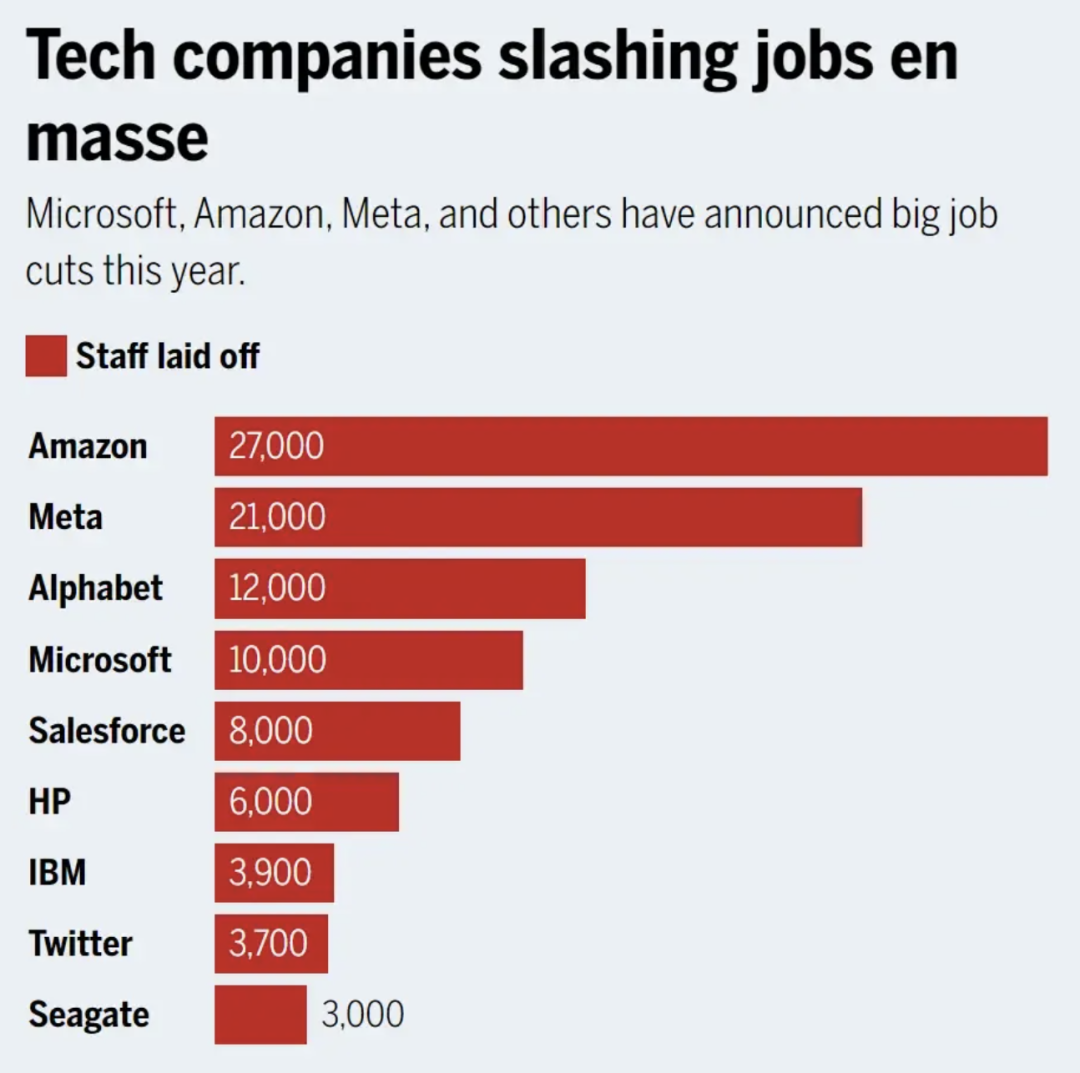 Tech companies slashing jobs en
masse
Microsoft, Amazon, Meta, and others have announced big job
cuts this year.
Staff laid off
Amazon 27,000
Meta 21,000
Alphabet 12,000
Microsoft 10,000
Salesforce 8,000
HP 6,000
IBM 3,900
Twitter 3,700
Seagate 3,000